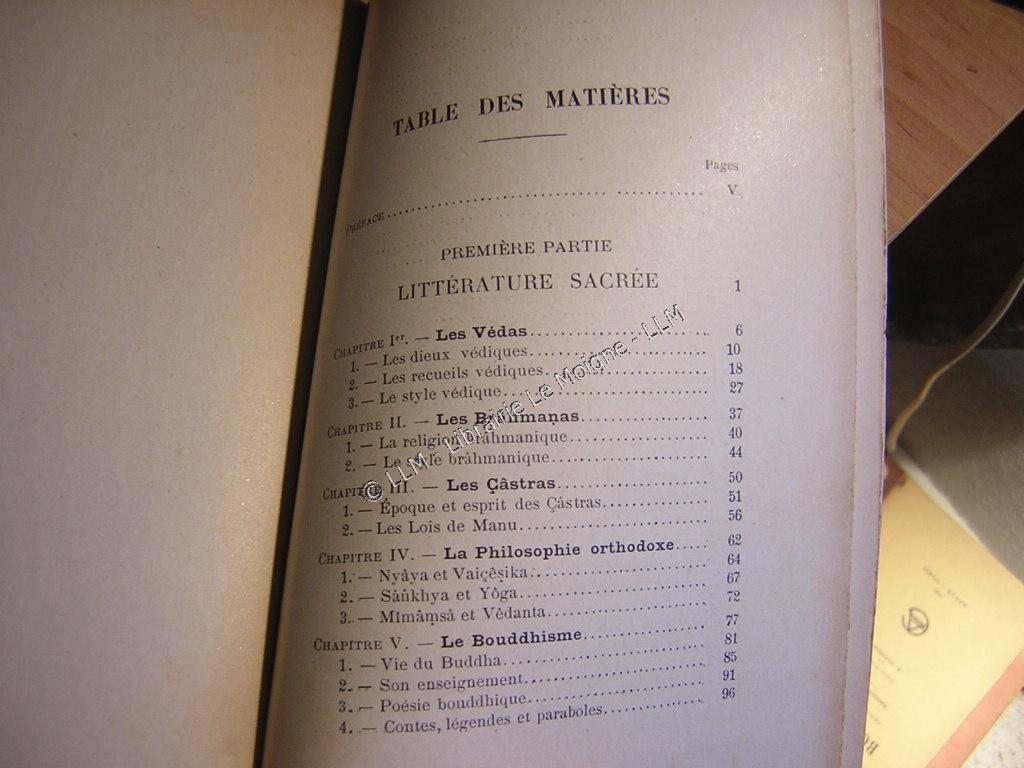 TABLE DES MATIÈRES
Pages
PRÉFACE ........................................ V
PREMIÈRE PARTIE
LITTÉRATURE SACRÉE 1
CHAPITRE Ier. — Les Védas ........................ 6
1. — Les dieux védiques ........................ 10
2. — Les recueils védiques ........................ 18
3. — Le style védique ........................ 27
CHAPITRE II. — Les Brâhmaṇas ........................ 37
1. — La religion brâhmanique ........................ 40
2. — Le style brâhmanique ........................ 44
CHAPITRE III. — Les Çâstras ........................ 50
1. — Époque et esprit des Çâstras ........................ 51
2. — Les Lois de Manu ........................ 56
CHAPITRE IV. — La Philosophie orthodoxe ..... 62
1. — Nyâya et Vaiçêṣika ........................ 64
2. — Sâṅkhya et Yôga ........................ 67
3. — Mîmâṃsâ et Vêdanta ........................ 72
CHAPITRE V. — Le Bouddhisme ........................ 77
1. — Vie du Buddha ........................ 81
2. — Son enseignement ........................ 85
3. — Poésie bouddhique ........................ 91
4. — Contes, légendes et paraboles ............... 96
© LLM - Librairie Le Moigne - LLM